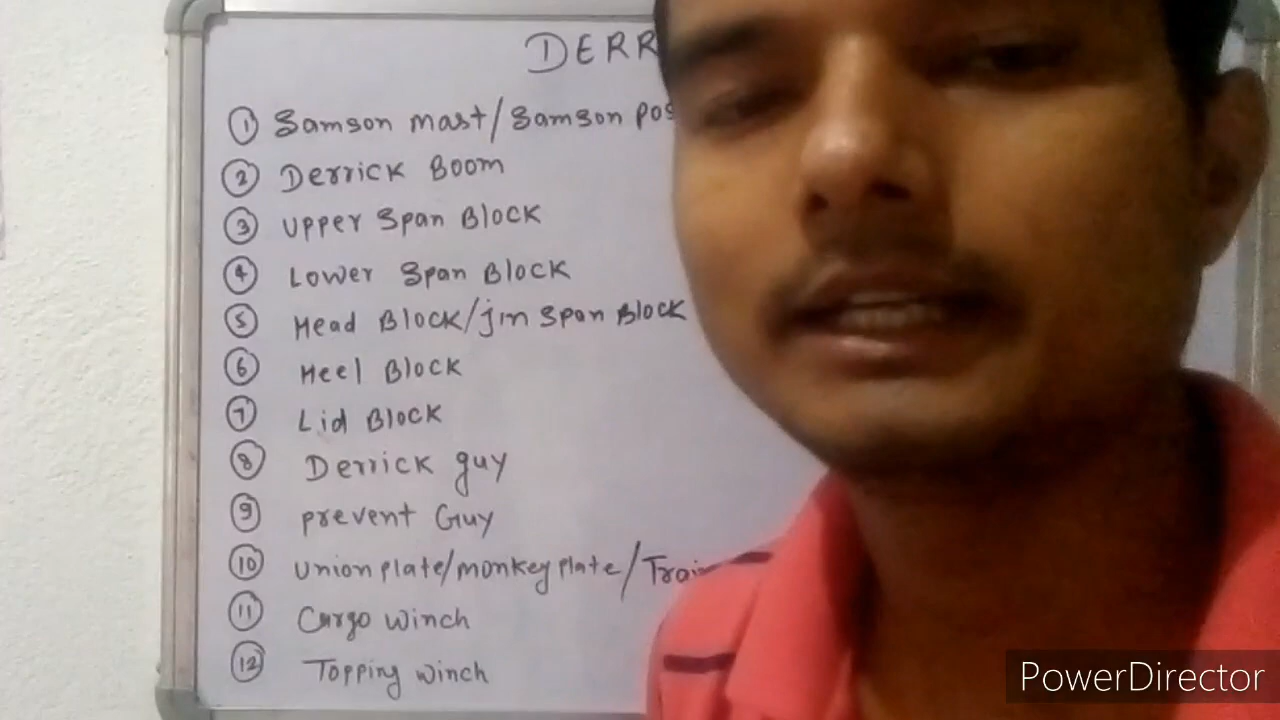 DERR
① Samson mast/Samson pos
② Derrick Boom
③ upper Span Block
④ Lower Span Block
⑤ Head Block/jin Span Block
⑥ Heel Block
⑦ Lid Block
⑧ Derrick guy
⑨ prevent Guy
⑩ union plate/monkey plate/Trai
⑪ Cargo winch
⑫ Topping winch
PowerDirector